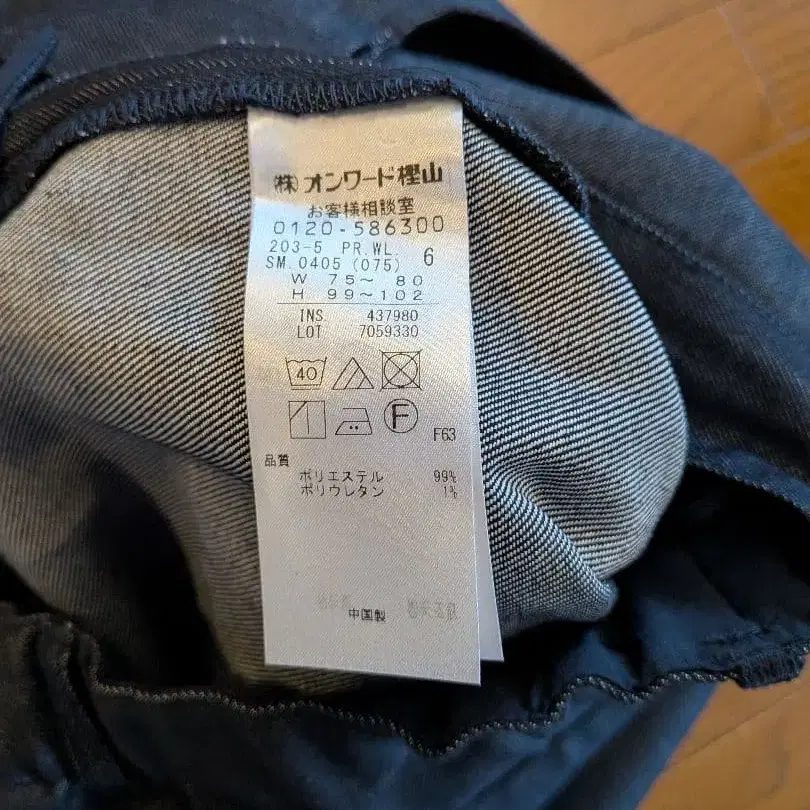 ㈱オンワード樫山
お客様相談室
0120-586300
203-5 PR.WL. 6
SM.0405 (075)
W 75〜 80
H 99〜102
INS. 437980
LOT 7059330
40
F
F63
品質
ポリエステル 99%
ポリウレタン 1%
中国製